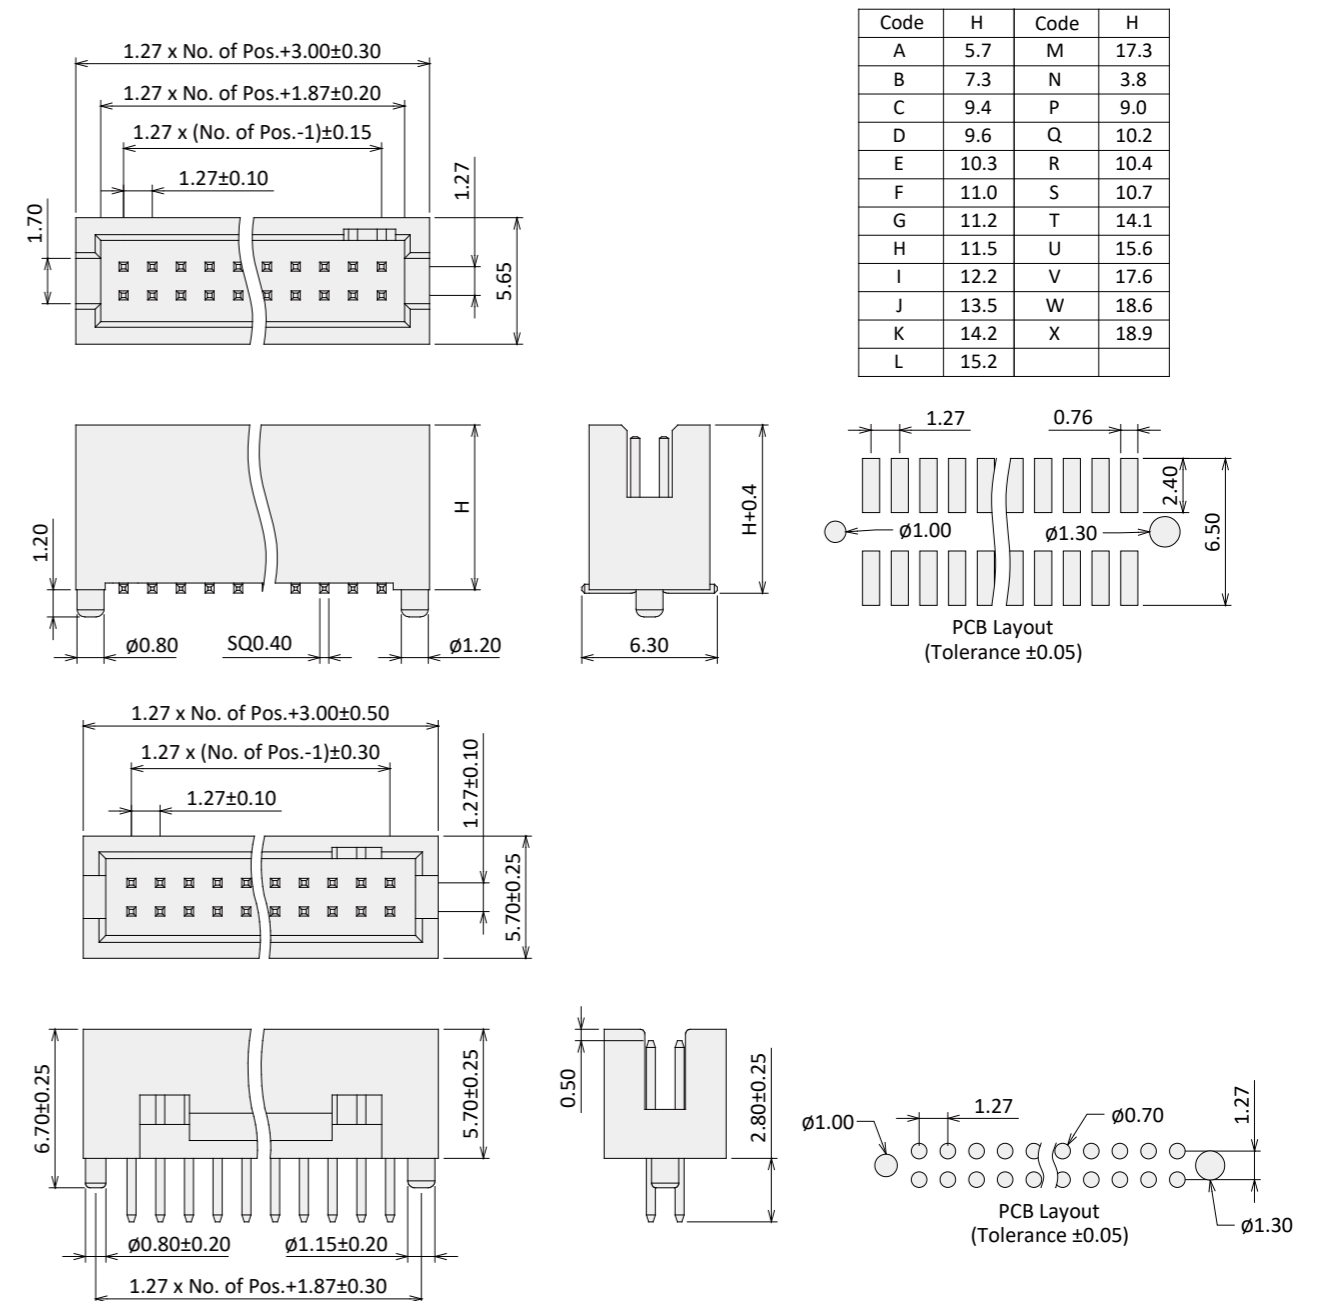 1.27 x No. of Pos.+3.00±0.30
1.27 x No. of Pos.+1.87±0.20
1.27 x (No. of Pos.-1)±0.15
1.27±0.10
1.27
1.70
5.65
Code H Code H
A 5.7 M 17.3
B 7.3 N 3.8
C 9.4 P 9.0
D 9.6 Q 10.2
E 10.3 R 10.4
F 11.0 S 10.7
G 11.2 T 14.1
H 11.5 U 15.6
I 12.2 V 17.6
J 13.5 W 18.6
K 14.2 X 18.9
L 15.2
1.20
H
ø0.80
SQ0.40
ø1.20
H+0.4
6.30
1.27
0.76
2.40
6.50
ø1.00
ø1.30
PCB Layout
(Tolerance ±0.05)
1.27 x No. of Pos.+3.00±0.50
1.27 x (No. of Pos.-1)±0.30
1.27±0.10
1.27±0.10
5.70±0.25
6.70±0.25
5.70±0.25
ø0.80±0.20
ø1.15±0.20
1.27 x No. of Pos.+1.87±0.30
0.50
2.80±0.25
ø1.00
1.27
ø0.70
1.27
ø1.30
PCB Layout
(Tolerance ±0.05)